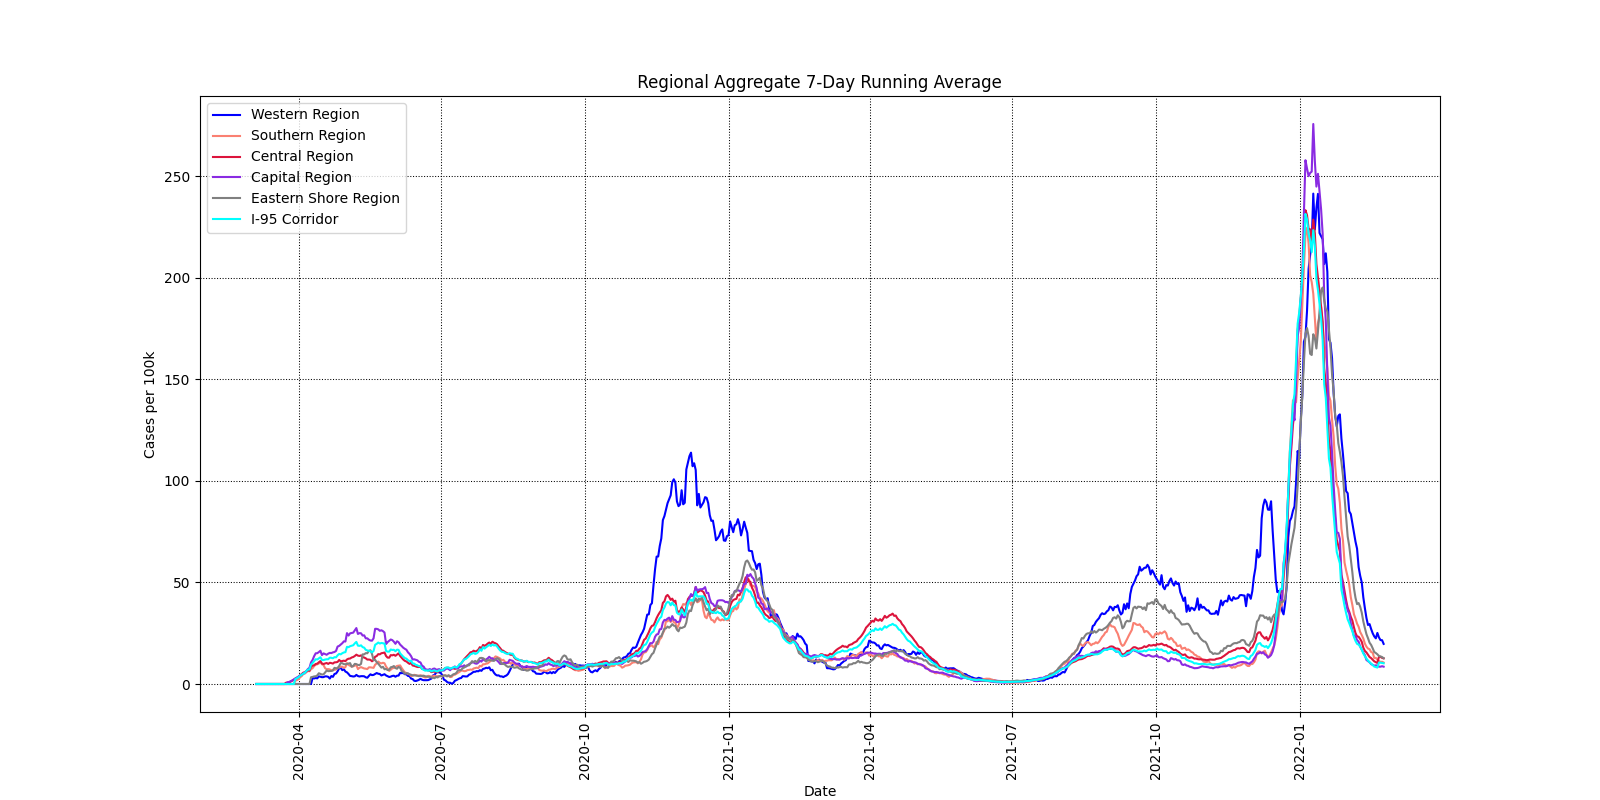 Regional Aggregate 7-Day Running Average
Western Region
Southern Region
Central Region
Capital Region
Eastern Shore Region
I-95 Corridor
250
200
150
100
50
0
Cases per 100k
2020-04
2020-07
2020-10
2021-01
2021-04
2021-07
2021-10
2022-01
Date